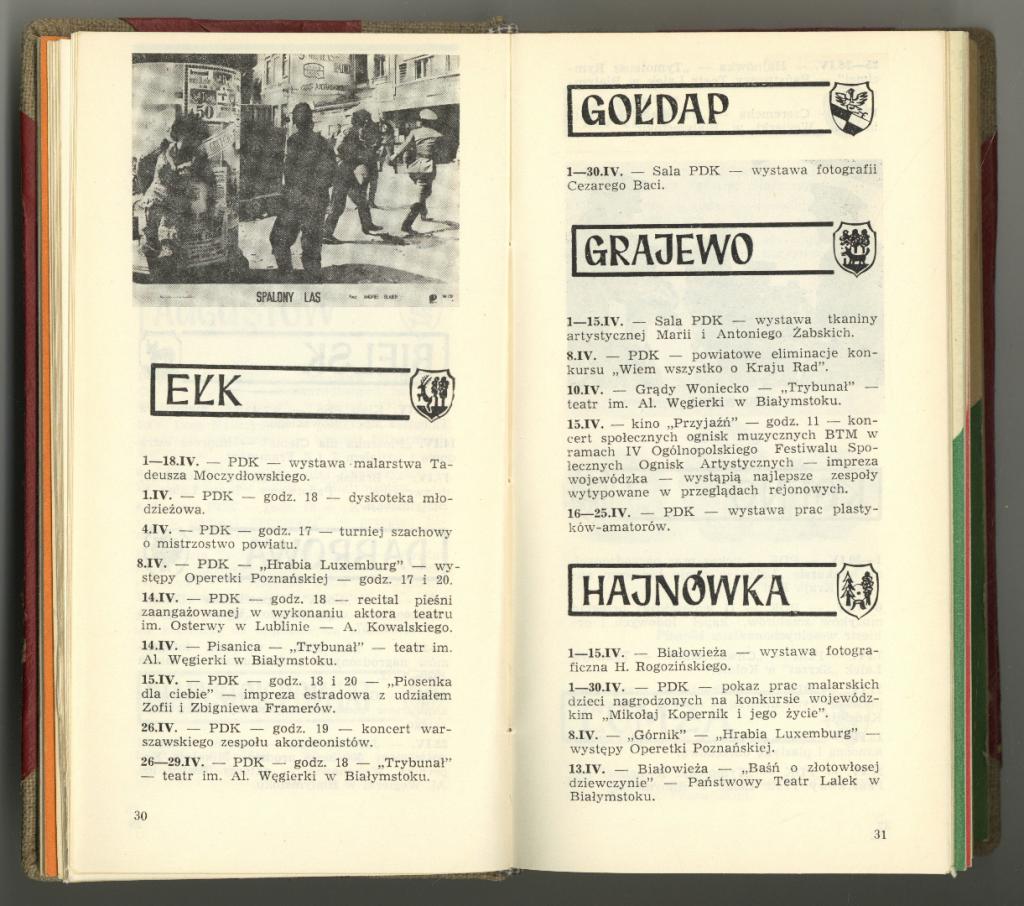 50
SPALONY LAS
EŁK
1—18.IV. — PDK — wystawa malarstwa Ta-
deusza Moczydłowskiego.
1.IV. — PDK — godz. 18 — dyskoteka mło-
dzieżowa.
4.IV. — PDK — godz. 17 — turniej szachowy
o mistrzostwo powiatu.
8.IV. — PDK — „Hrabia Luxemburg” — wy-
stępy Operetki Poznańskiej — godz. 17 i 20.
14.IV. — PDK — godz. 18 — recital pieśni
zaangażowanej w wykonaniu aktora teatru
im. Osterwy w Lublinie — A. Kowalskiego.
14.IV. — Pisanica — „Trybunał” — teatr im.
Al. Węgierki w Białymstoku.
15.IV. — PDK — godz. 18 i 20 — „Piosenka
dla ciebie” — impreza estradowa z udziałem
Zofii i Zbigniewa Framerów.
26.IV. — PDK — godz. 19 — koncert war-
szawskiego zespołu akordeonistów.
26—29.IV. — PDK — godz. 18 — „Trybunał”
— teatr im. Al. Węgierki w Białymstoku.
30
GOŁDAP
1—30.IV. — Sala PDK — wystawa fotografii
Cezarego Baci.
GRAJEWO
1—15.IV. — Sala PDK — wystawa tkaniny
artystycznej Marii i Antoniego Żabskich.
8.IV. — PDK — powiatowe eliminacje kon-
kursu „Wiem wszystko o Kraju Rad”.
10.IV. — Grądy Woniecko — „Trybunał” —
teatr im. Al. Węgierki w Białymstoku.
15.IV. — kino „Przyjaźń” — godz. 11 — kon-
cert społecznych ognisk muzycznych BTM w
ramach IV Ogólnopolskiego Festiwalu Spo-
łecznych Ognisk Artystycznych — impreza
wojewódzka — wystąpią najlepsze zespoły
wytypowane w przeglądach rejonowych.
16—25.IV. — PDK — wystawa prac plasty-
ków-amatorów.
HAJNÓWKA
1—15.IV. — Białowieża — wystawa fotogra-
ficzna H. Rogozińskiego.
1—30.IV. — PDK — pokaz prac malarskich
dzieci nagrodzonych na konkursie wojewódz-
kim „Mikołaj Kopernik i jego życie”.
8.IV. — „Górnik” — „Hrabia Luxemburg” —
występy Operetki Poznańskiej.
13.IV. — Białowieża — „Baśń o złotowłosej
dziewczynie” — Państwowy Teatr Lalek w
Białymstoku.
31